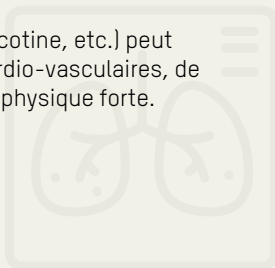 cotine, etc.) peut
rdio-vasculaires, de
physique forte.